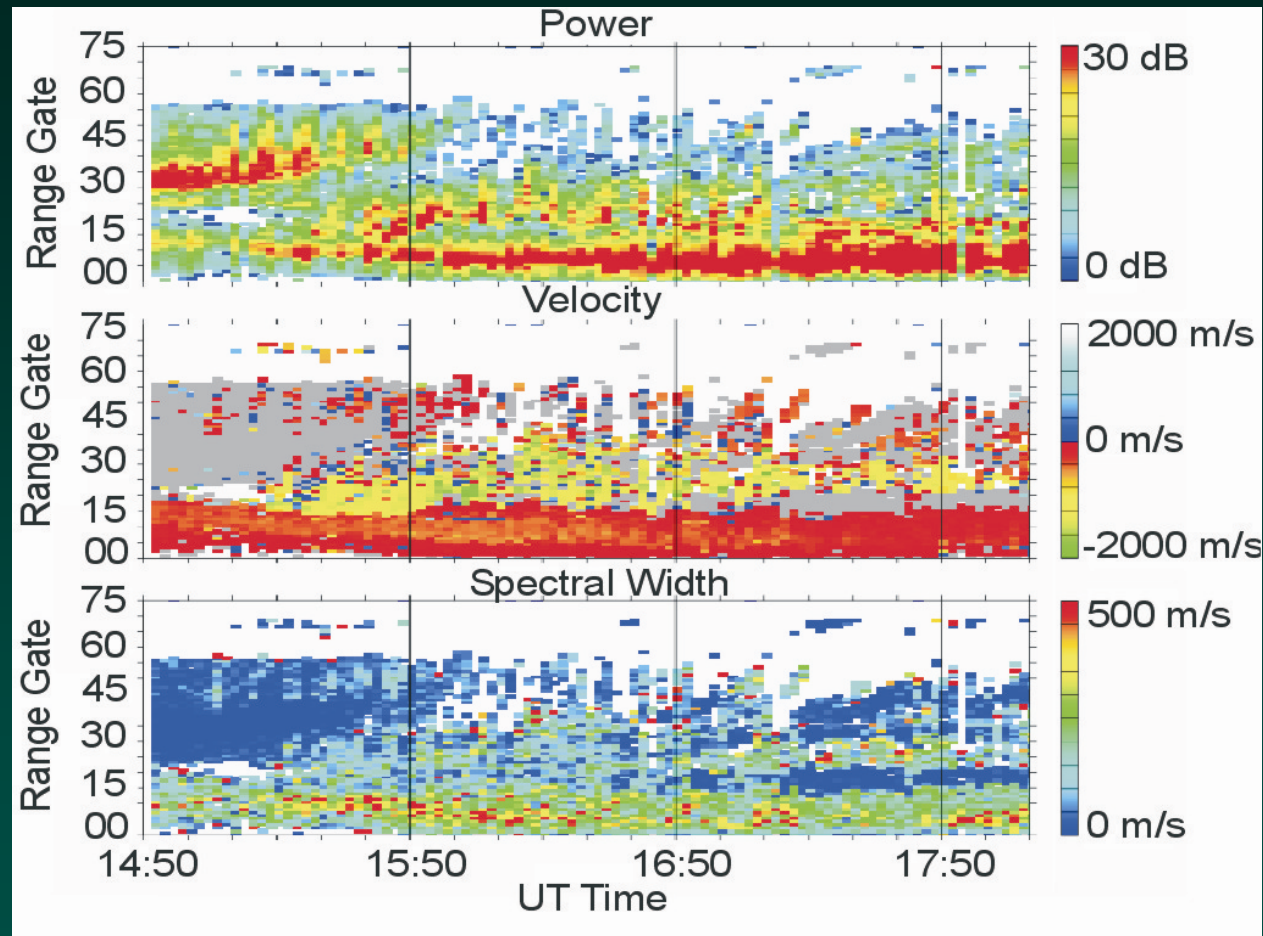 Power
75
60
45
30
15
00
Range Gate
30 dB
0 dB
Velocity
75
60
45
30
15
00
Range Gate
2000 m/s
0 m/s
-2000 m/s
Spectral Width
75
60
45
30
15
00
Range Gate
500 m/s
0 m/s
14:50 15:50 16:50 17:50
UT Time